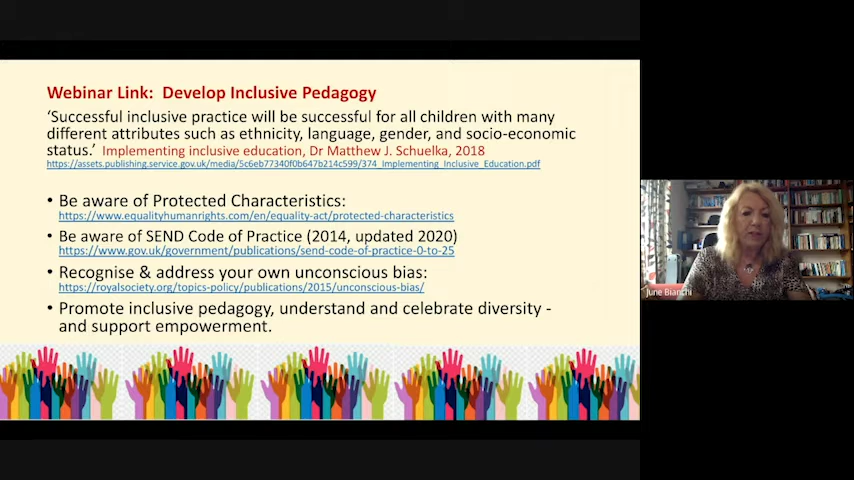 Webinar Link:  Develop Inclusive Pedagogy
‘Successful inclusive practice will be successful for all children with many
different attributes such as ethnicity, language, gender, and socio-economic
status.’  Implementing inclusive education, Dr Matthew J. Schuelka, 2018
https://assets.publishing.service.gov.uk/media/5c6eb77340f0b647b214c599/374_Implementing_Inclusive_Education.pdf
• Be aware of Protected Characteristics:
https://www.equalityhumanrights.com/en/equality-act/protected-characteristics
• Be aware of SEND Code of Practice (2014, updated 2020)
https://www.gov.uk/government/publications/send-code-of-practice-0-to-25
• Recognise & address your own unconscious bias:
https://royalsociety.org/topics-policy/publications/2015/unconscious-bias/
• Promote inclusive pedagogy, understand and celebrate diversity -
and support empowerment.
June Bianchi